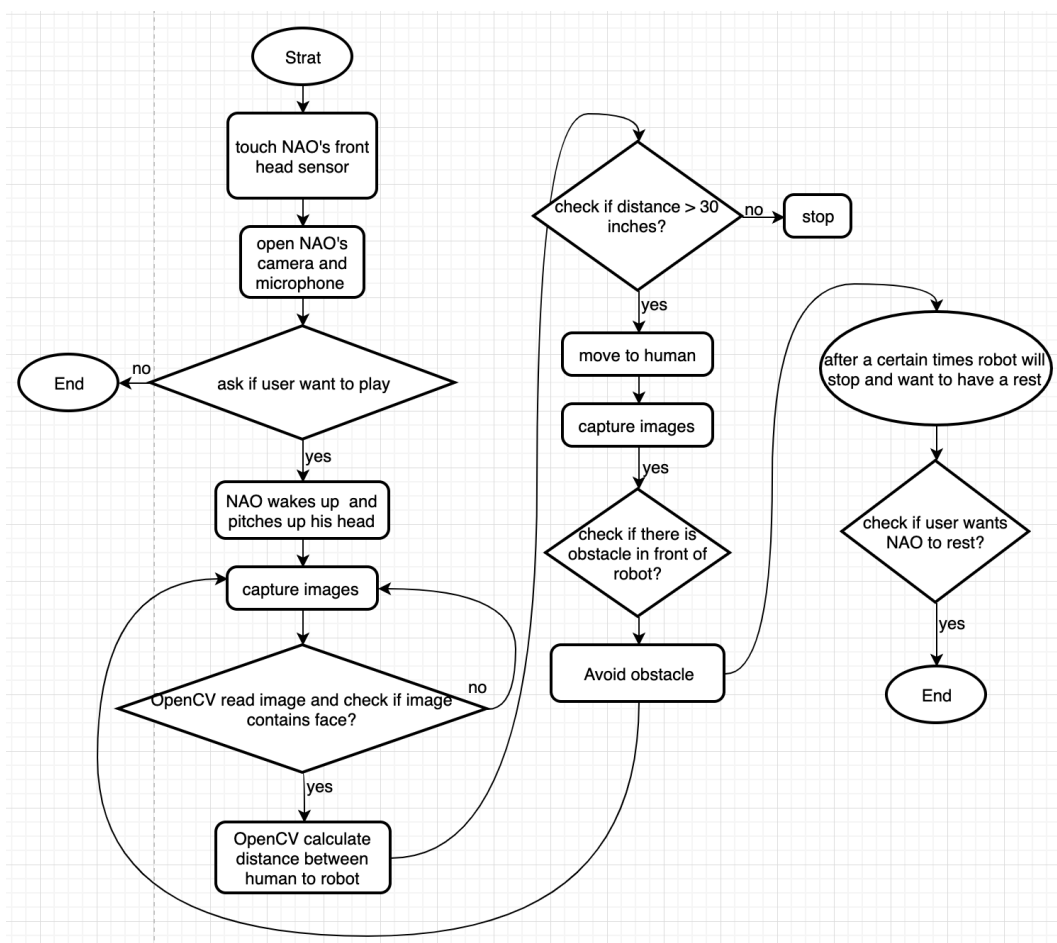 Strat
touch NAO's front
head sensor
open NAO's
camera and
microphone
ask if user want to play
no
End
yes
NAO wakes up and
pitches up his head
capture images
OpenCV read image and check if image
contains face?
no
yes
OpenCV calculate
distance between
human to robot
check if distance > 30
inches?
no
stop
yes
move to human
capture images
yes
check if there is
obstacle in front of
robot?
Avoid obstacle
after a certain times robot will
stop and want to have a rest
check if user wants
NAO to rest?
yes
End